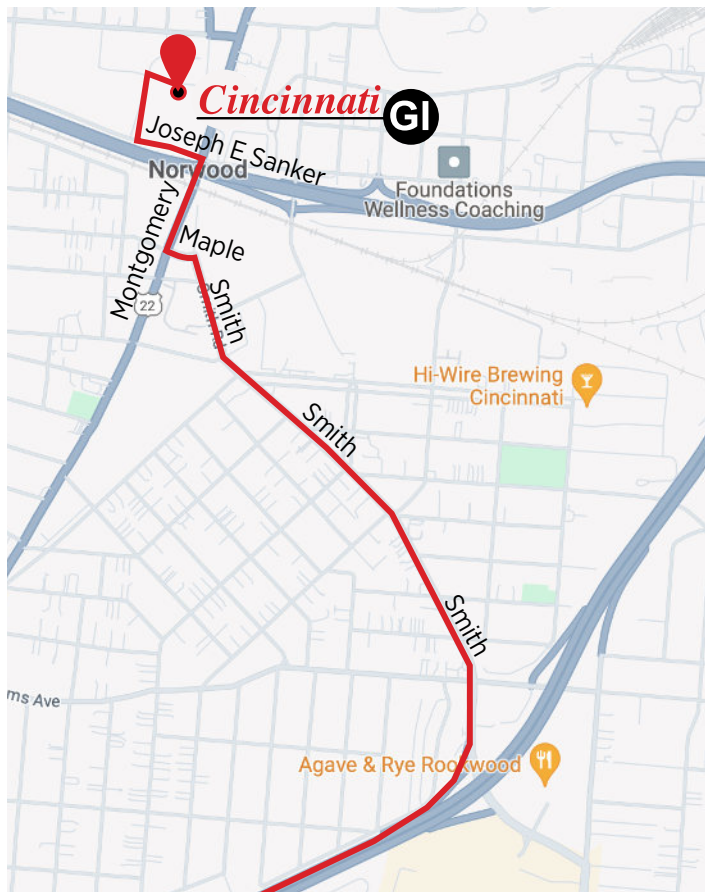 Cincinnati GI
Joseph E Sanker
Norwood
Foundations
Wellness Coaching
Montgomery
Maple
22
Smith
Smith Rd
Hi-Wire Brewing
Cincinnati
Smith
Smith
ms Ave
Agave & Rye Rookwood